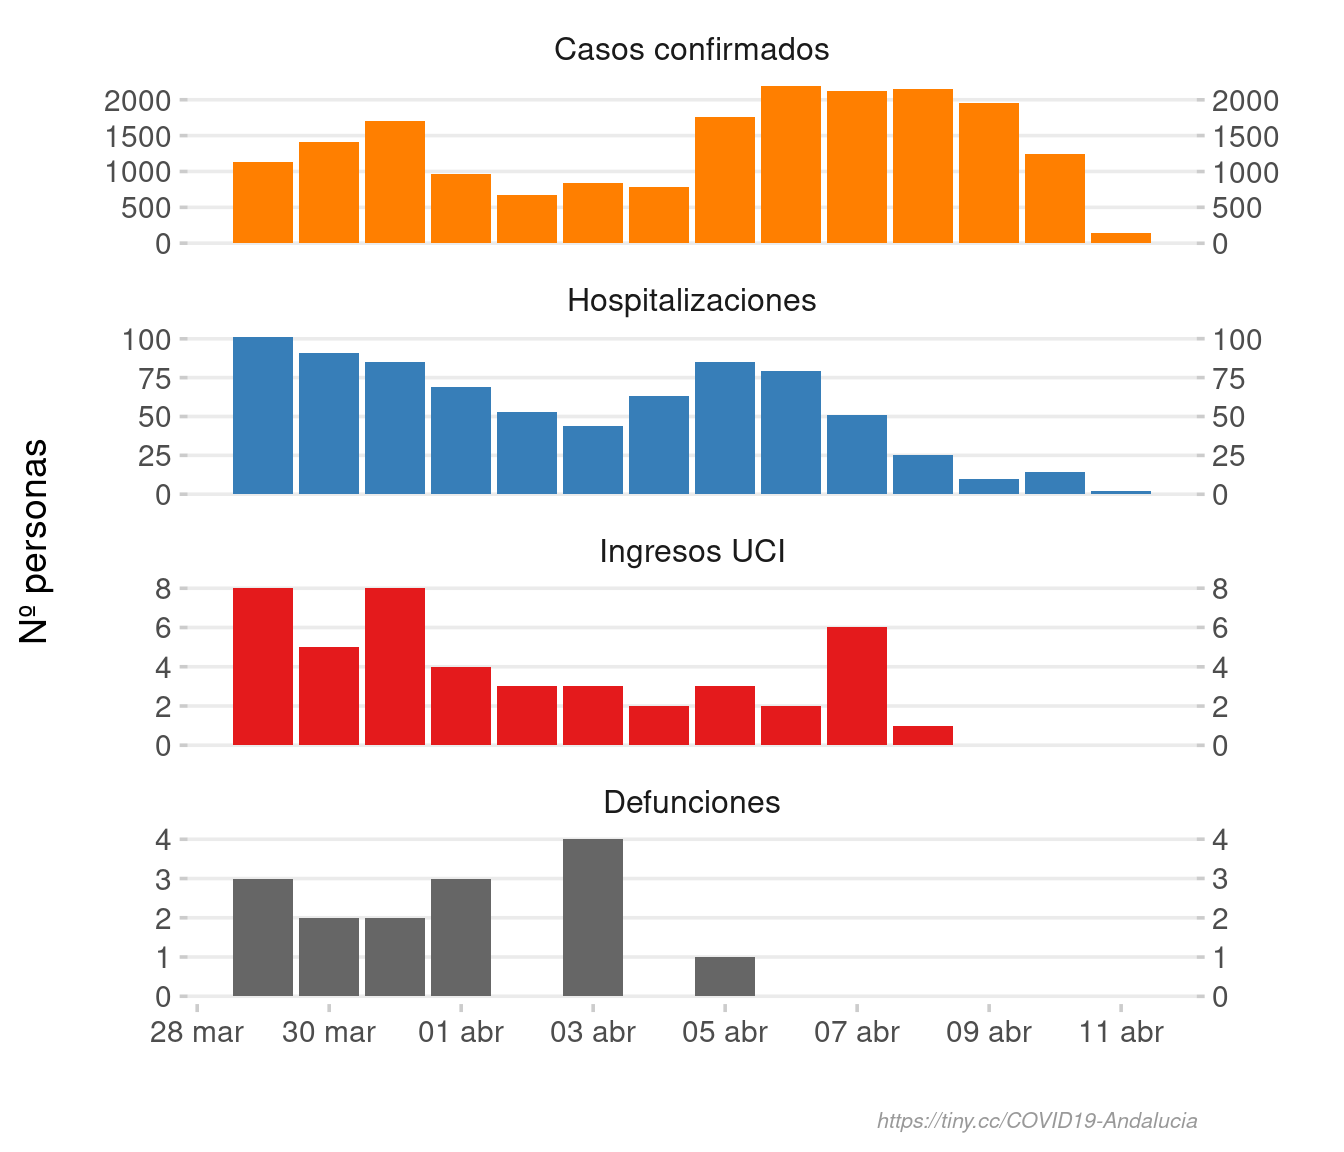 Casos confirmados
2000 2000
1500 1500
1000 1000
500 500
0 0
Hospitalizaciones
100 100
75 75
50 50
25 25
0 0
Nº personas
Ingresos UCI
8 8
6 6
4 4
2 2
0 0
Defunciones
4 4
3 3
2 2
1 1
0 0
28 mar 30 mar 01 abr 03 abr 05 abr 07 abr 09 abr 11 abr
https://tiny.cc/COVID19-Andalucia